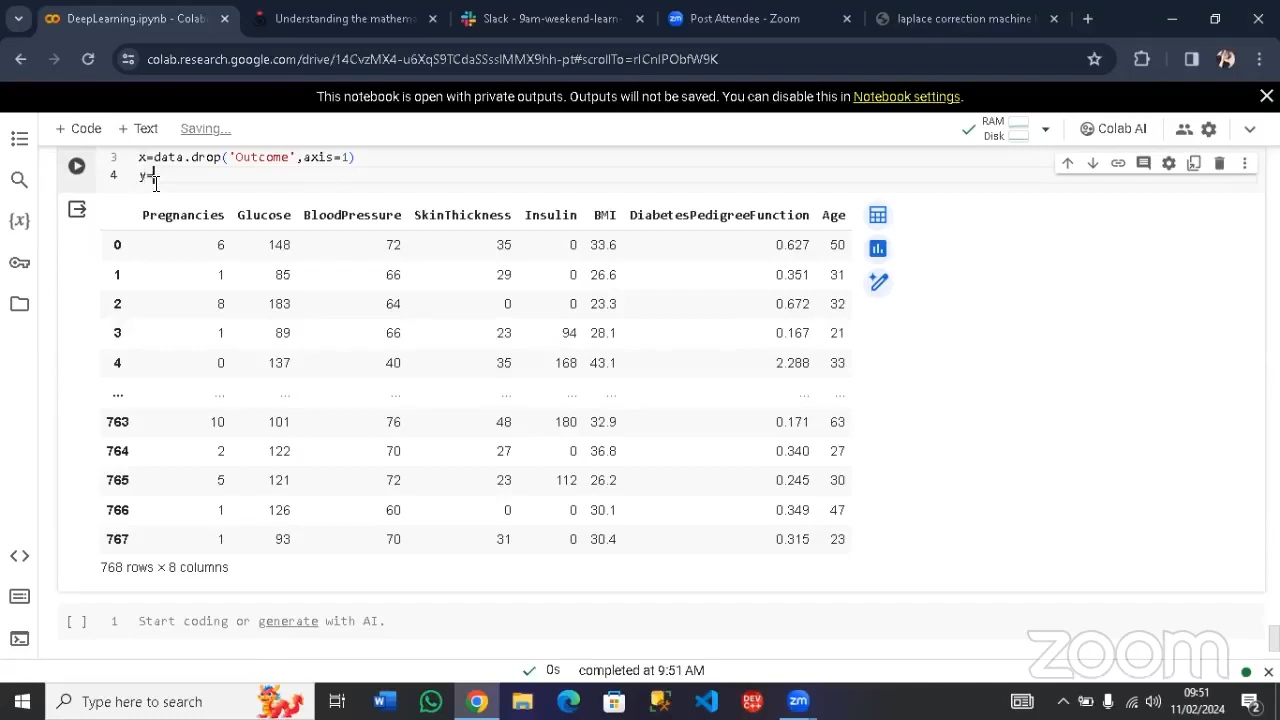 DeepLearning.ipynb - Colab
Understanding the mathema
Slack - 9am-weekend-learn-
Post Attendee - Zoom
laplace correction machine
colab.research.google.com/drive/14CvzMX4-u6XqS9TCdaSSssIMMX9hh-pt#scrollTo=rICnIPObfW9K
This notebook is open with private outputs. Outputs will not be saved. You can disable this in Notebook settings.
+ Code + Text Saving...
RAM
Disk
Colab AI
3 x=data.drop('Outcome',axis=1)
4 y=
Pregnancies Glucose BloodPressure SkinThickness Insulin BMI DiabetesPedigreeFunction Age
0 6 148 72 35 0 33.6 0.627 50
1 1 85 66 29 0 26.6 0.351 31
2 8 183 64 0 0 23.3 0.672 32
3 1 89 66 23 94 28.1 0.167 21
4 0 137 40 35 168 43.1 2.288 33
... ... ... ... ... ... ... ... ...
763 10 101 76 48 180 32.9 0.171 63
764 2 122 70 27 0 36.8 0.340 27
765 5 121 72 23 112 26.2 0.245 30
766 1 126 60 0 0 30.1 0.349 47
767 1 93 70 31 0 30.4 0.315 23
768 rows × 8 columns
[ ] 1 Start coding or generate with AI.
zoom
0s completed at 9:51 AM
Type here to search
DEV
C++
zm
09:51
11/02/2024
2